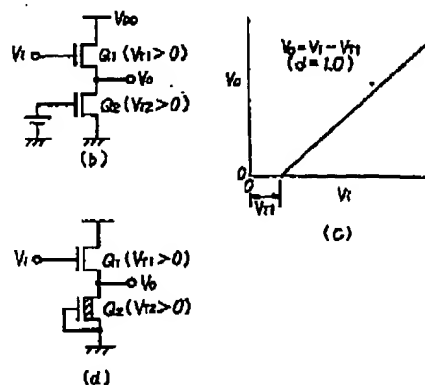 VDD
Vi
Q1 (VT1>0)
Vo
Q2 (VT2>0)
(b)
Vo=Vi-VT1
(α=1.0)
Vo
0
0
VT1
Vi
(c)
Vi
Q1 (VT1>0)
Vo
Q2 (VT2>0)
(d)